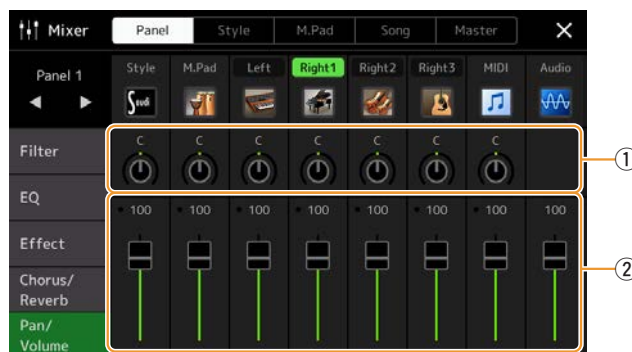 Mixer
Panel Style M.Pad Song Master
Panel 1
Style M.Pad Left Right1 Right2 Right3 MIDI Audio
Filter
C C C C C C C
①
EQ
100 100 100 100 100 100 100 100
Effect
②
Chorus/
Reverb
Pan/
Volume